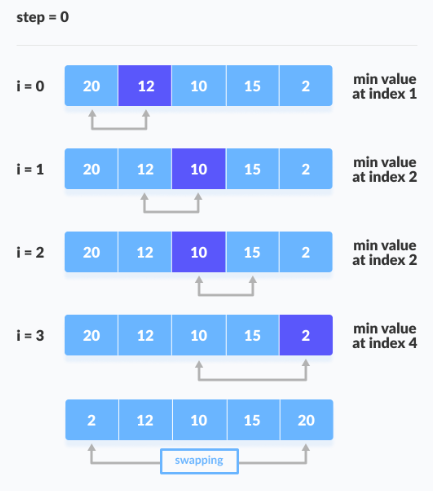 step = 0
i = 0 20 12 10 15 2 min value
at index 1
i = 1 20 12 10 15 2 min value
at index 2
i = 2 20 12 10 15 2 min value
at index 2
i = 3 20 12 10 15 2 min value
at index 4
2 12 10 15 20
swapping